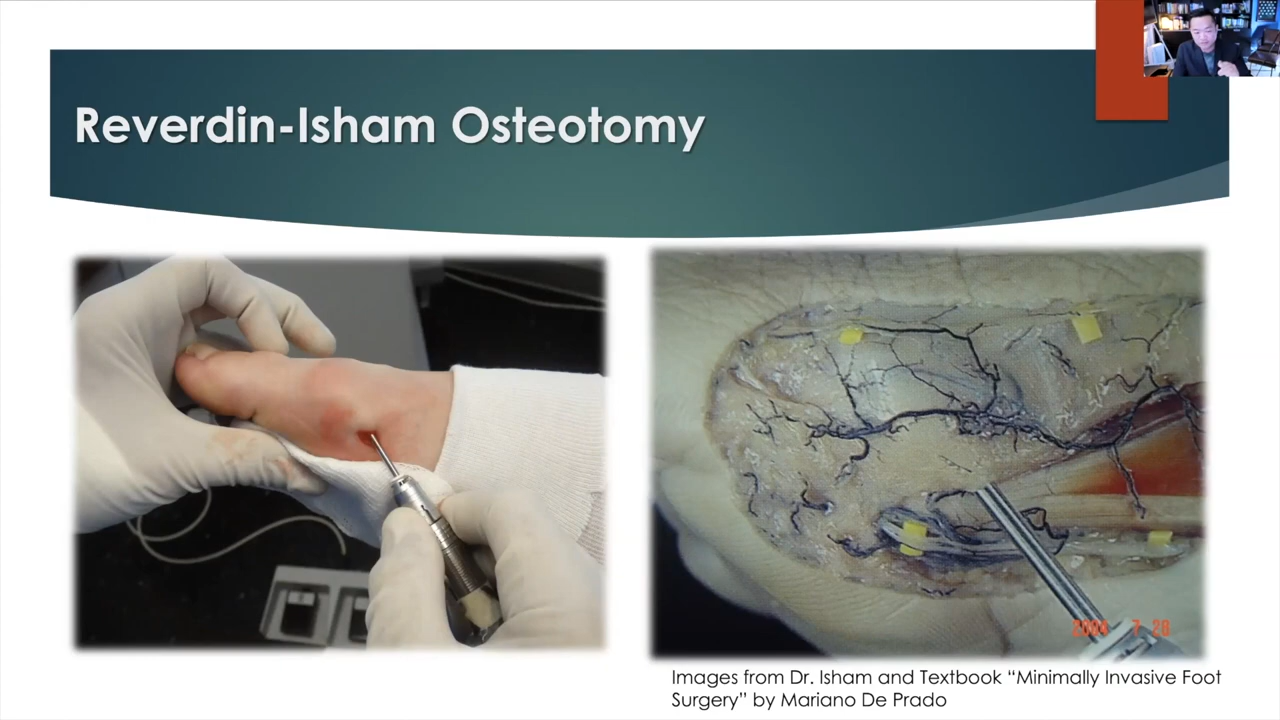 Reverdin-Isham Osteotomy
2004 7 28
Images from Dr. Isham and Textbook “Minimally Invasive Foot
Surgery” by Mariano De Prado